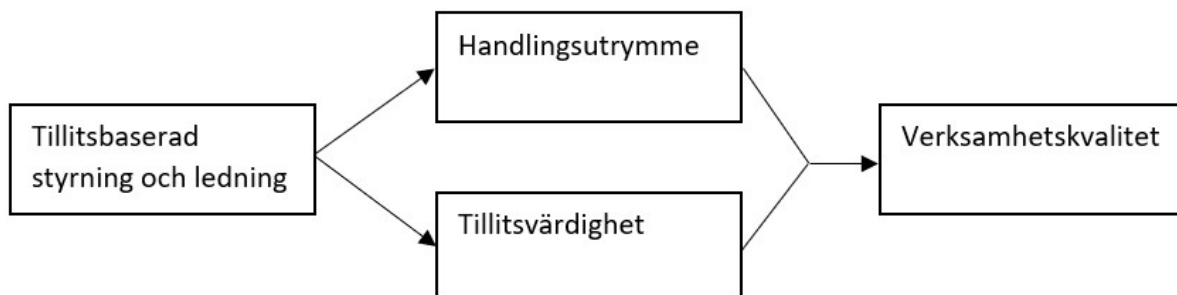 Handlingsutrymme
Tillitsbaserad
styrning och ledning
Verksamhetskvalitet
Tillitsvärdighet